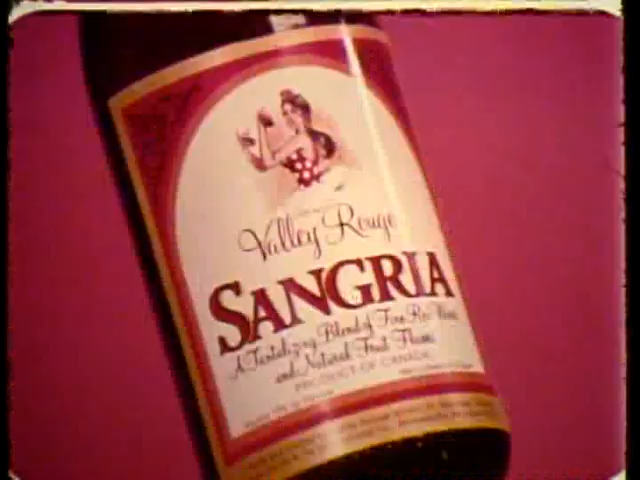 Valley Rouge
SANGRIA
A Tantalizing Blend of Fine Red Wine
and Natural Fruit Flavors
PRODUCT OF CANADA